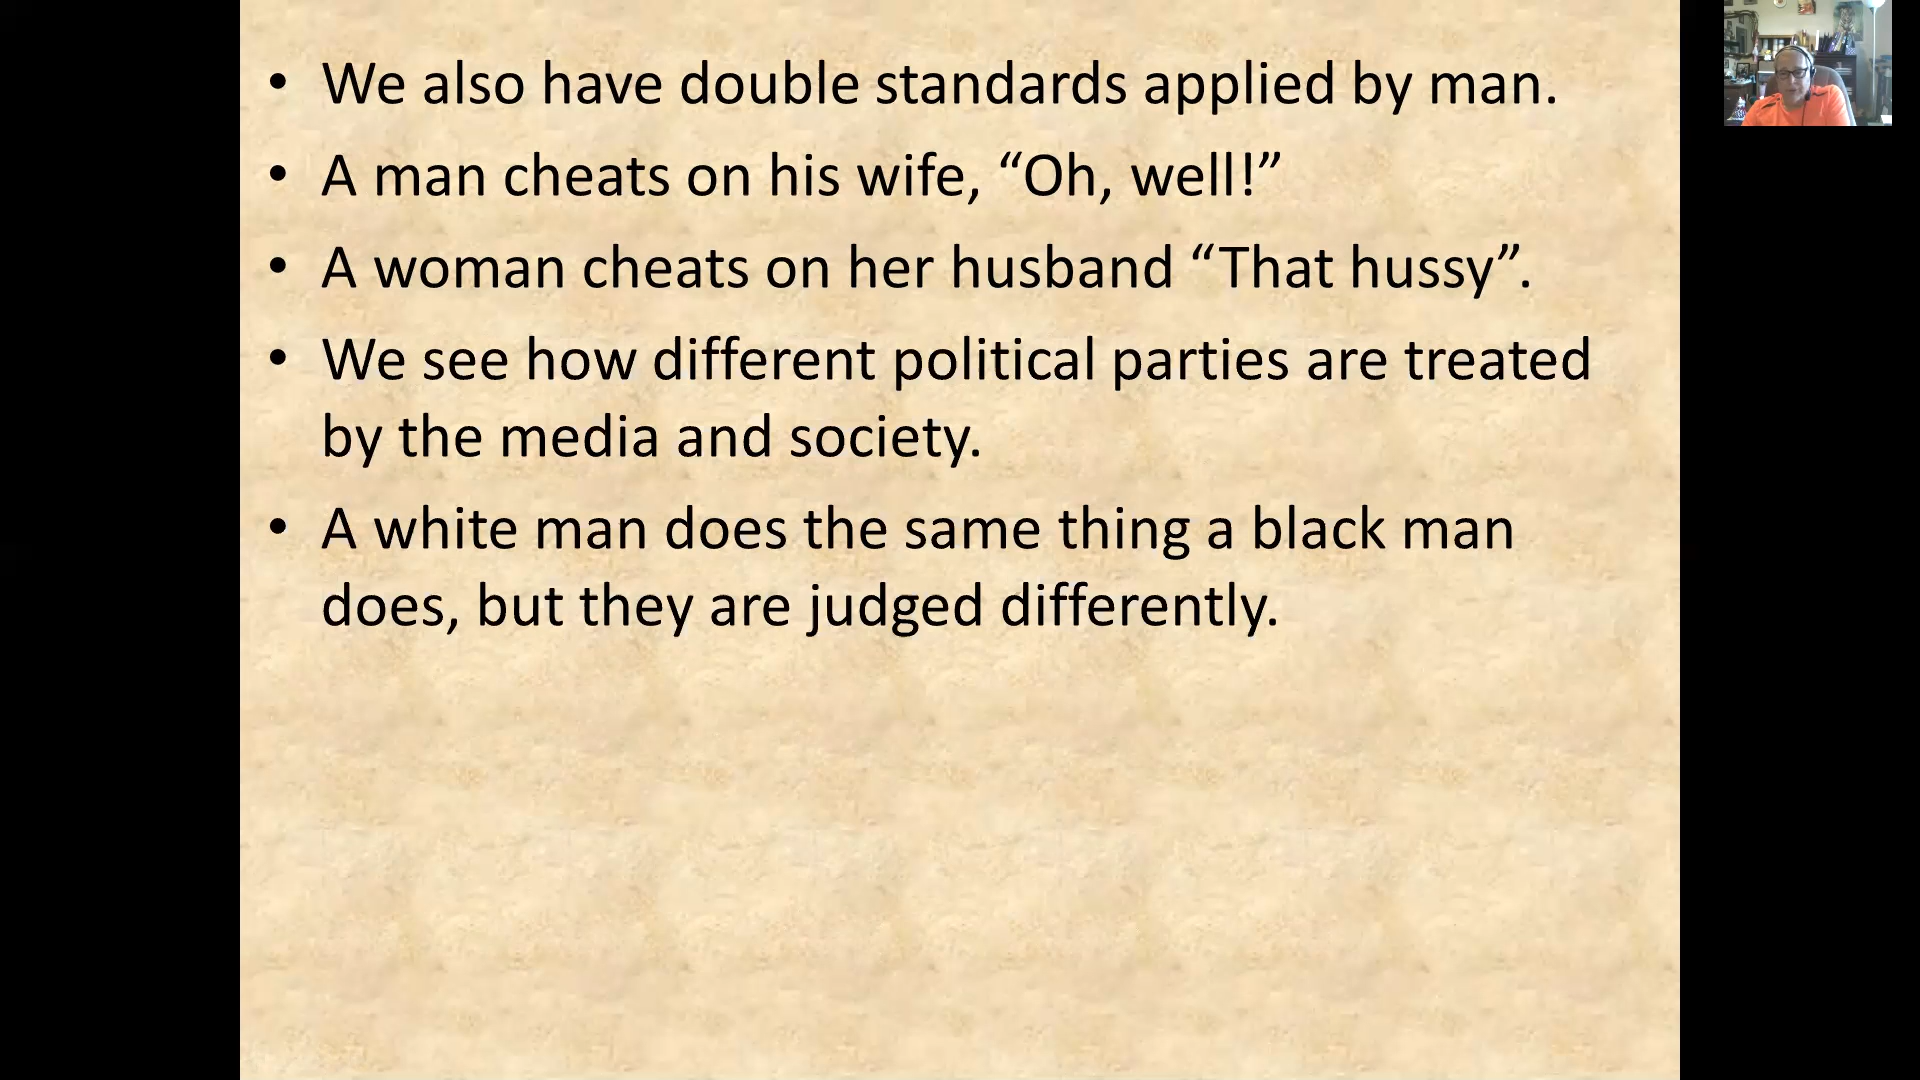 • We also have double standards applied by man.
• A man cheats on his wife, “Oh, well!”
• A woman cheats on her husband “That hussy”.
• We see how different political parties are treated
by the media and society.
• A white man does the same thing a black man
does, but they are judged differently.